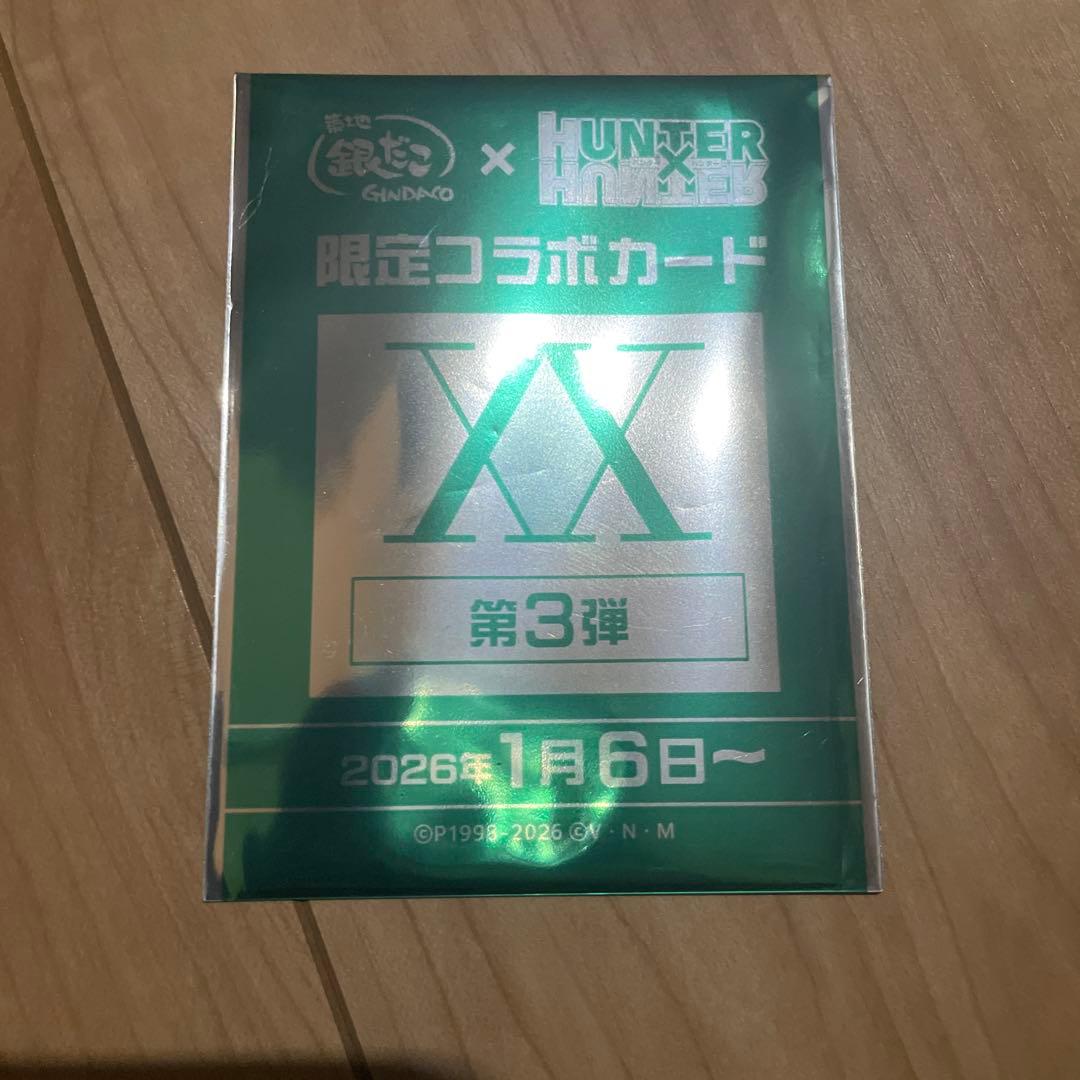 築地
銀だこ
GINDACO
×
HUNTER
×
HUNTER
限定コラボカード
XX
第3弾
2026年1月6日~
©P1998-2026 ©V・N・M